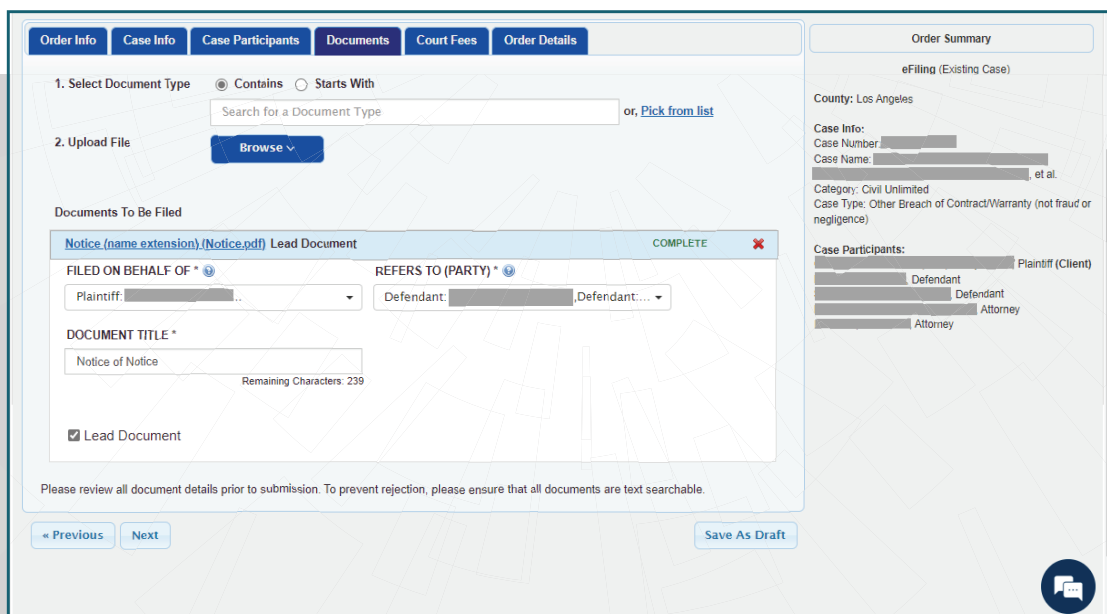 Order Info Case Info Case Participants Documents Court Fees Order Details
1. Select Document Type Contains Starts With
Search for a Document Type or, Pick from list
2. Upload File Browse
Documents To Be Filed
Notice (name extension) (Notice.pdf) Lead Document COMPLETE
FILED ON BEHALF OF * REFERS TO (PARTY) *
Plaintiff: ... Defendant: ,Defendant:...
DOCUMENT TITLE *
Notice of Notice
Remaining Characters: 239
Lead Document
Please review all document details prior to submission. To prevent rejection, please ensure that all documents are text searchable.
« Previous Next Save As Draft
Order Summary
eFiling (Existing Case)
County: Los Angeles
Case Info:
Case Number:
Case Name:
, et al.
Category: Civil Unlimited
Case Type: Other Breach of Contract/Warranty (not fraud or
negligence)
Case Participants:
Plaintiff (Client)
, Defendant
, Defendant
, Attorney
, Attorney